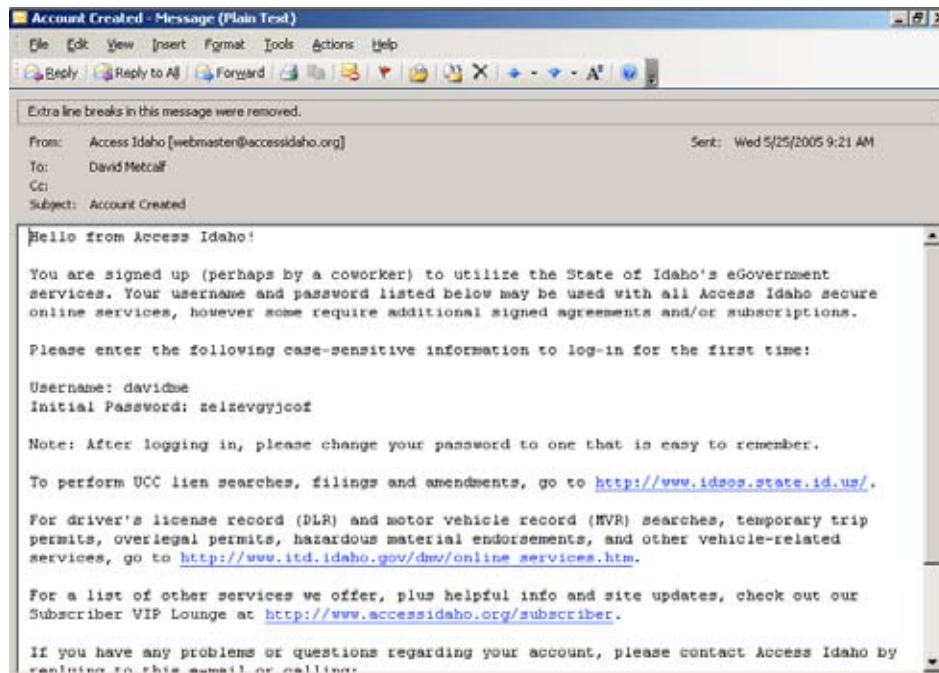 Account Created - Message (Plain Text)
File Edit View Insert Format Tools Actions Help
Reply Reply to All Forward
Extra line breaks in this message were removed.
From: Access Idaho [webmaster@accessidaho.org] Sent: Wed 5/25/2005 9:21 AM
To: David Metcalf
Cc:
Subject: Account Created
Hello from Access Idaho!
You are signed up (perhaps by a coworker) to utilize the State of Idaho's eGovernment
services. Your username and password listed below may be used with all Access Idaho secure
online services, however some require additional signed agreements and/or subscriptions.
Please enter the following case-sensitive information to log-in for the first time:
Username: davidme
Initial Password: zelzevgyjcof
Note: After logging in, please change your password to one that is easy to remember.
To perform UCC lien searches, filings and amendments, go to http://www.idsos.state.id.us/.
For driver's license record (DLR) and motor vehicle record (MVR) searches, temporary trip
permits, overlegal permits, hazardous material endorsements, and other vehicle-related
services, go to http://www.itd.idaho.gov/dmv/online_services.htm.
For a list of other services we offer, plus helpful info and site updates, check out our
Subscriber VIP Lounge at http://www.accessidaho.org/subscriber.
If you have any problems or questions regarding your account, please contact Access Idaho by
replying to this e-mail or calling: